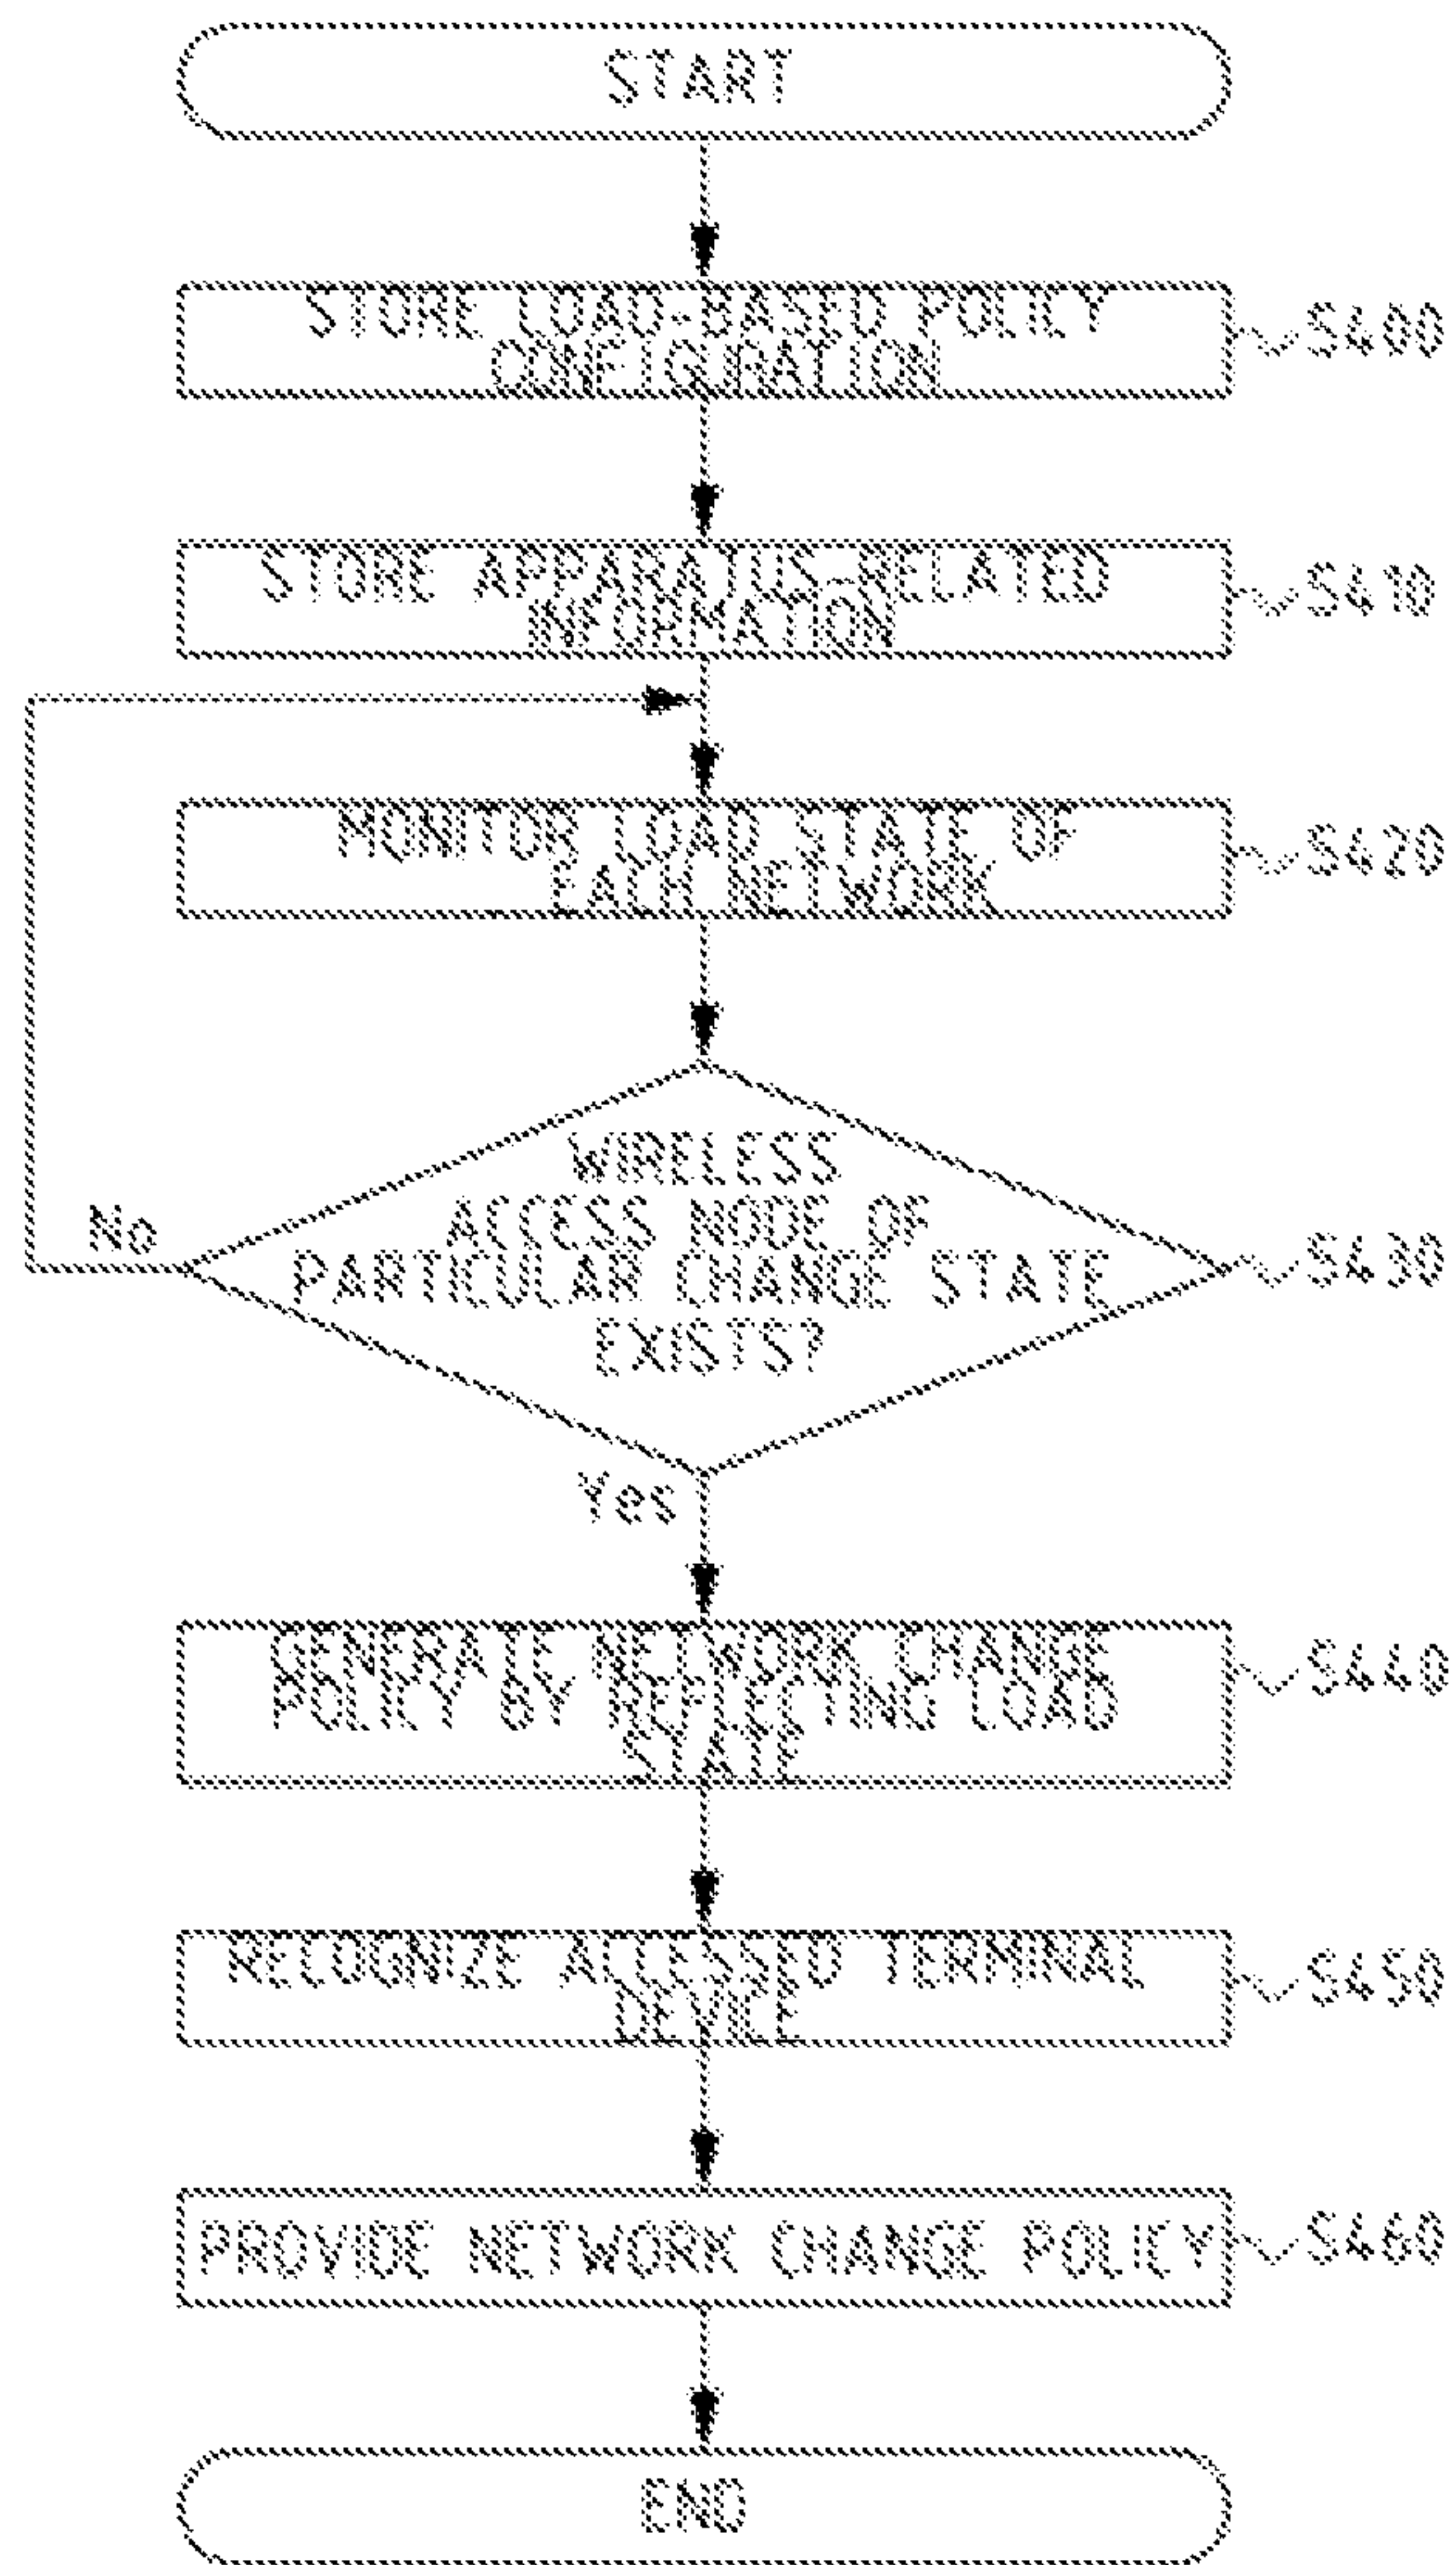 START
STORE LOAD-BASED POLICY
CONFIGURATION
S400
STORE APPARATUS-RELATED
INFORMATION
S410
MONITOR LOAD STATE OF
EACH NETWORK
S420
WIRELESS
ACCESS NODE OF
PARTICULAR CHANGE STATE
EXISTS?
S430
No
Yes
GENERATE NETWORK CHANGE
POLICY BY REFLECTING LOAD
STATE
S440
RECOGNIZE ACCESSED TERMINAL
DEVICE
S450
PROVIDE NETWORK CHANGE POLICY
S460
END